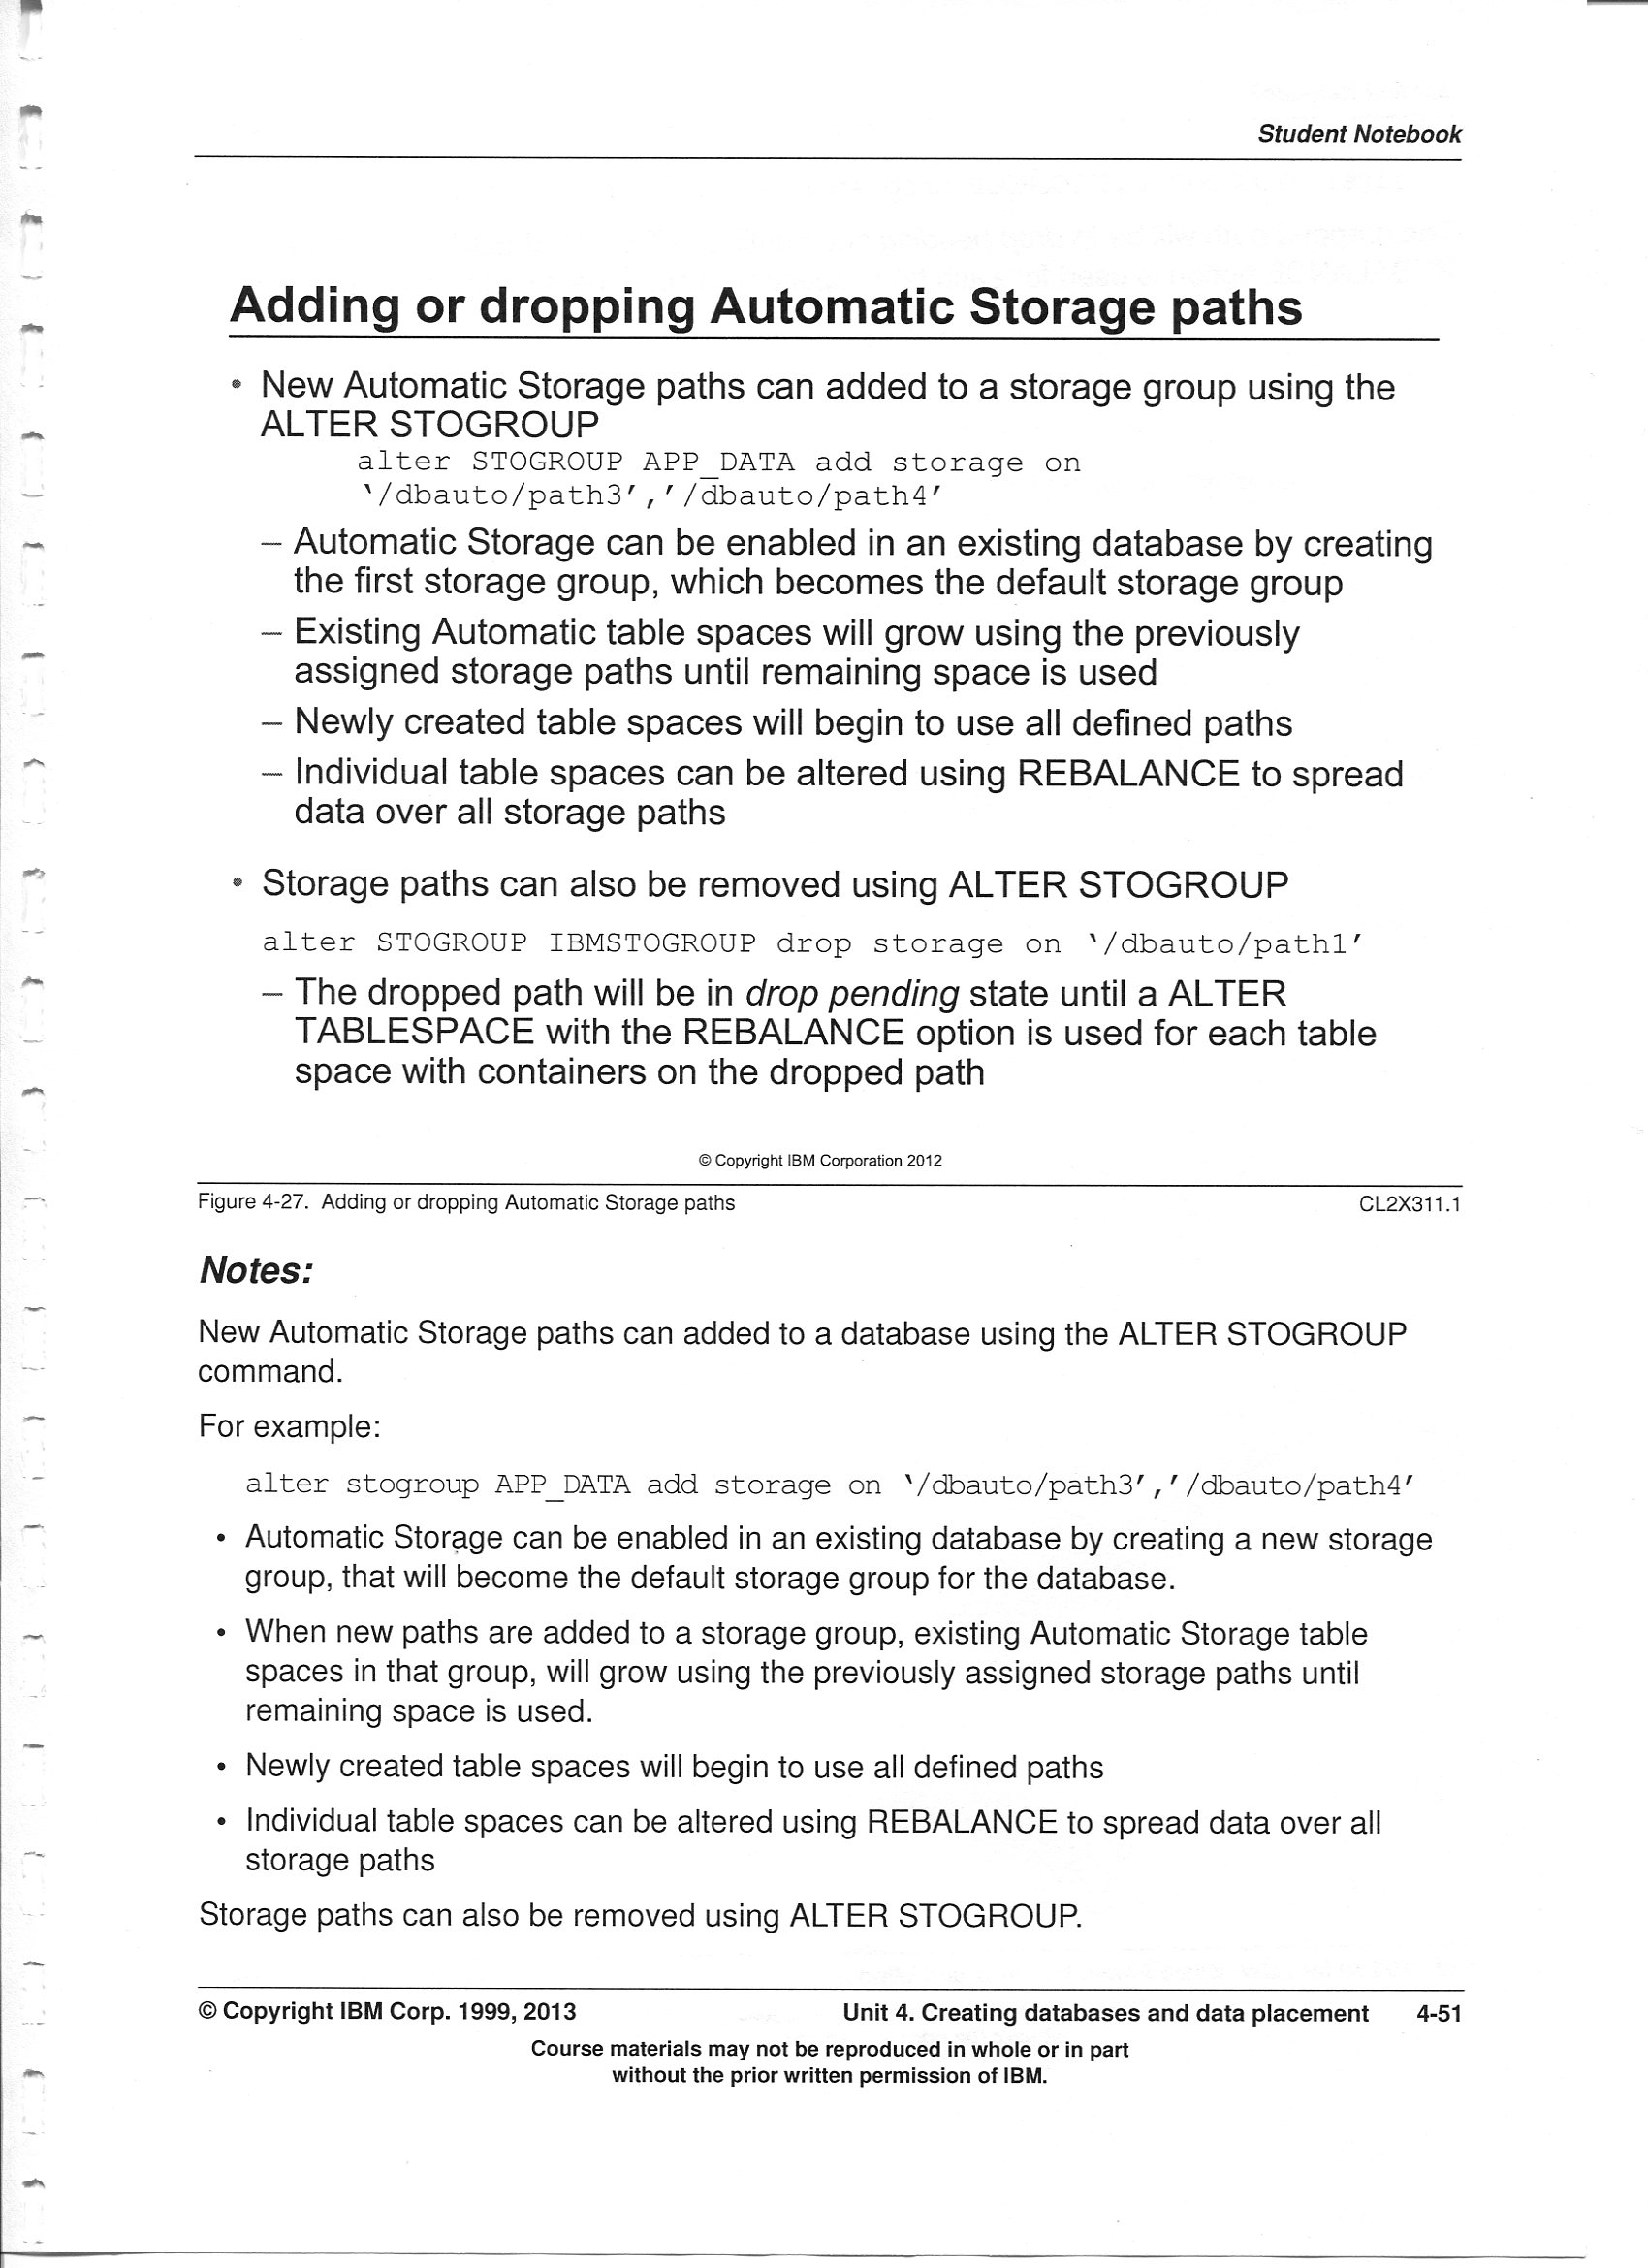 Student Notebook
Adding or dropping Automatic Storage paths
• New Automatic Storage paths can added to a storage group using the
ALTER STOGROUP
alter STOGROUP APP_DATA add storage on
‘/dbauto/path3’,’/dbauto/path4’
– Automatic Storage can be enabled in an existing database by creating
the first storage group, which becomes the default storage group
– Existing Automatic table spaces will grow using the previously
assigned storage paths until remaining space is used
– Newly created table spaces will begin to use all defined paths
– Individual table spaces can be altered using REBALANCE to spread
data over all storage paths
• Storage paths can also be removed using ALTER STOGROUP
alter STOGROUP IBMSTOGROUP drop storage on ‘/dbauto/path1’
– The dropped path will be in drop pending state until a ALTER
TABLESPACE with the REBALANCE option is used for each table
space with containers on the dropped path
© Copyright IBM Corporation 2012
Figure 4-27. Adding or dropping Automatic Storage paths CL2X311.1
Notes:
New Automatic Storage paths can added to a database using the ALTER STOGROUP
command.
For example:
alter stogroup APP_DATA add storage on ‘/dbauto/path3’,’/dbauto/path4’
• Automatic Storage can be enabled in an existing database by creating a new storage
group, that will become the default storage group for the database.
• When new paths are added to a storage group, existing Automatic Storage table
spaces in that group, will grow using the previously assigned storage paths until
remaining space is used.
• Newly created table spaces will begin to use all defined paths
• Individual table spaces can be altered using REBALANCE to spread data over all
storage paths
Storage paths can also be removed using ALTER STOGROUP.
© Copyright IBM Corp. 1999, 2013 Unit 4. Creating databases and data placement 4-51
Course materials may not be reproduced in whole or in part
without the prior written permission of IBM.